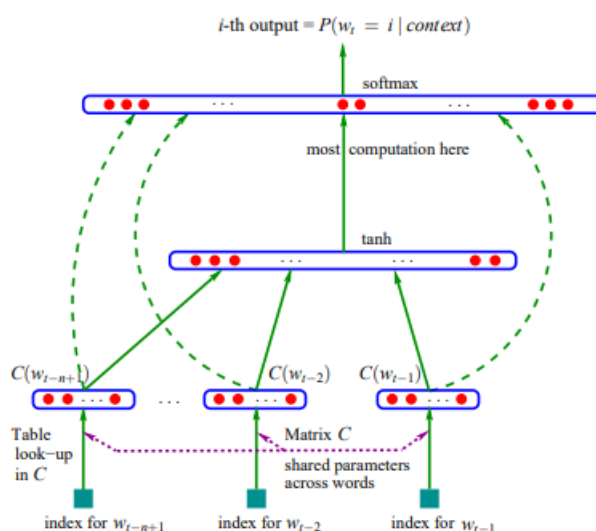 i-th output = P(w_t = i | context)
softmax
. . . . . .
most computation here
tanh
. . . . . .
C(w_{t−n+1}) C(w_{t−2}) C(w_{t−1})
. . . . . . . . . . . .
Table
look−up
in C
Matrix C
shared parameters
across words
index for w_{t−n+1} index for w_{t−2} index for w_{t−1}